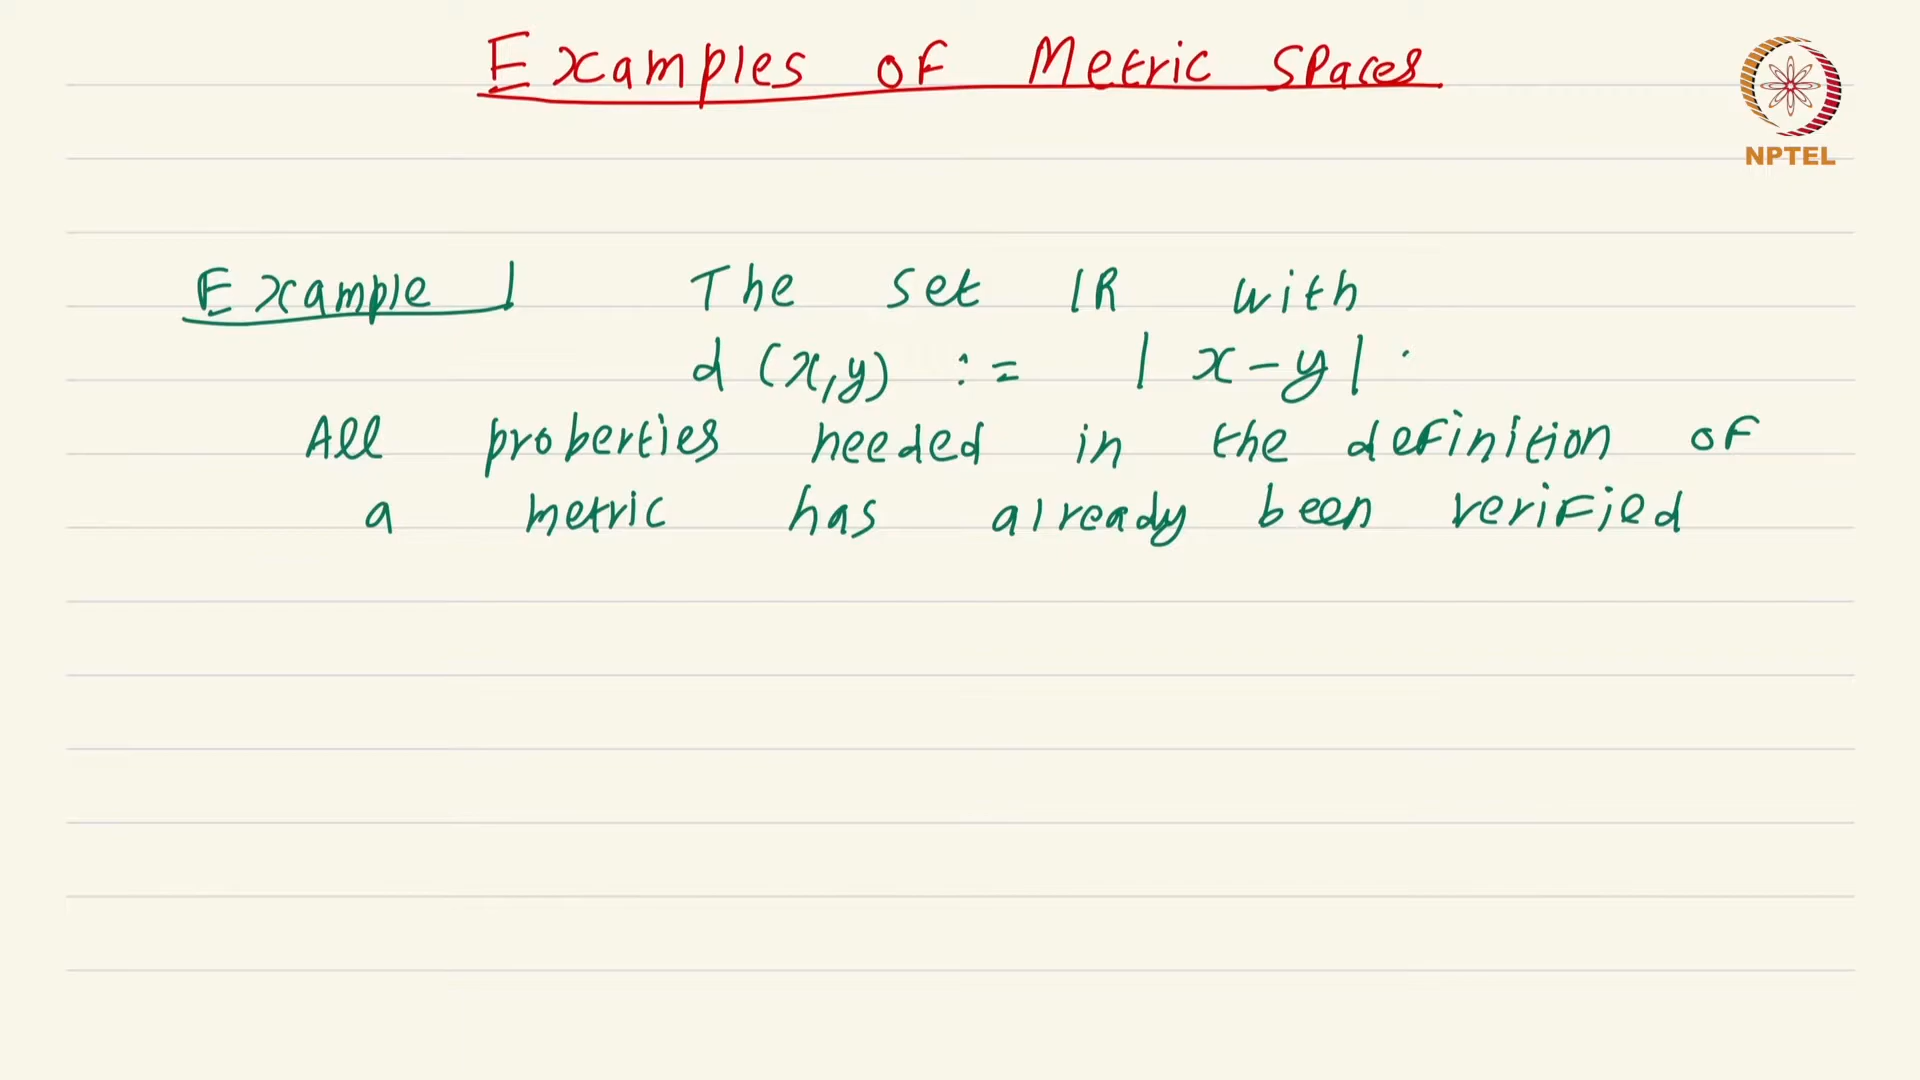 Examples of Metric Spaces
NPTEL
Example 1 The set IR with
d (x,y) := | x-y| .
All properties needed in the definition of
a metric has already been verified